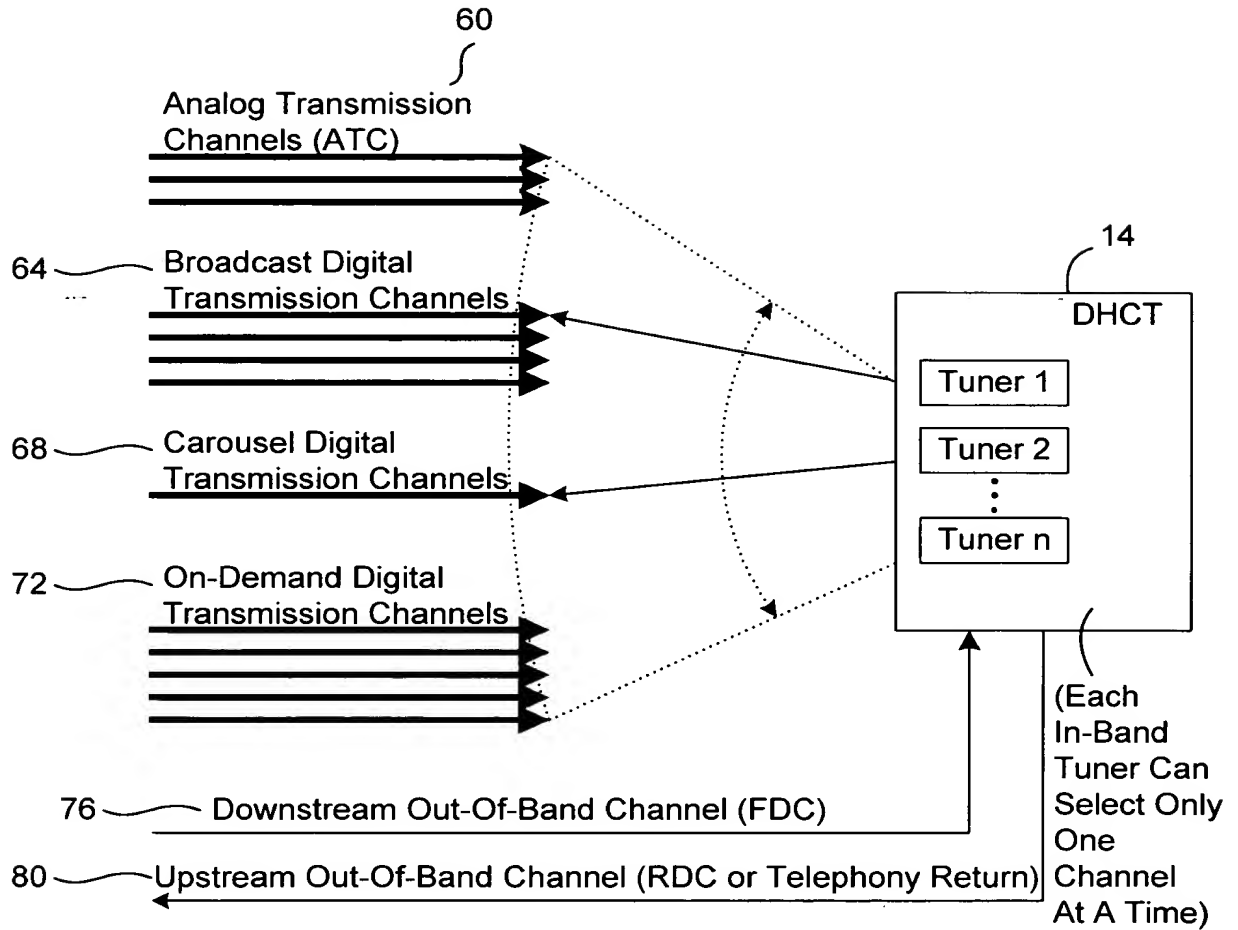 60
Analog Transmission
Channels (ATC)
64
Broadcast Digital
Transmission Channels
14
DHCT
Tuner 1
68
Carousel Digital
Transmission Channels
Tuner 2
Tuner n
72
On-Demand Digital
Transmission Channels
(Each
In-Band
Tuner Can
Select Only
One
Channel
At A Time)
76
Downstream Out-Of-Band Channel (FDC)
80
Upstream Out-Of-Band Channel (RDC or Telephony Return)